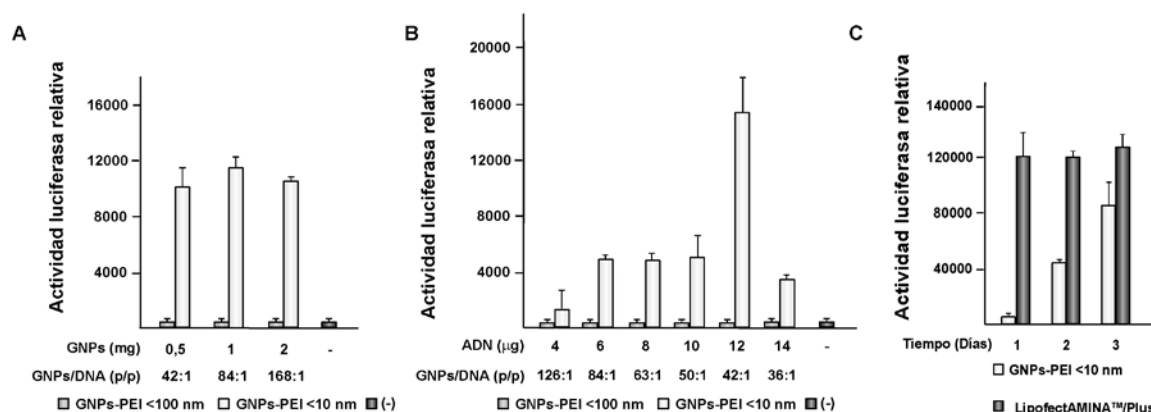 A
Actividad luciferasa relativa
16000
12000
8000
4000
GNPs (mg) 0,5 1 2 -
GNPs/DNA (p/p) 42:1 84:1 168:1
GNPs-PEI <100 nm GNPs-PEI <10 nm (-)
B
Actividad luciferasa relativa
20000
16000
12000
8000
4000
ADN (µg) 4 6 8 10 12 14 -
GNPs/DNA (p/p) 126:1 84:1 63:1 50:1 42:1 36:1
GNPs-PEI <100 nm GNPs-PEI <10 nm (-)
C
Actividad luciferasa relativa
140000
120000
80000
40000
Tiempo (Días) 1 2 3
GNPs-PEI <10 nm
LipofectAMINA™/Plus